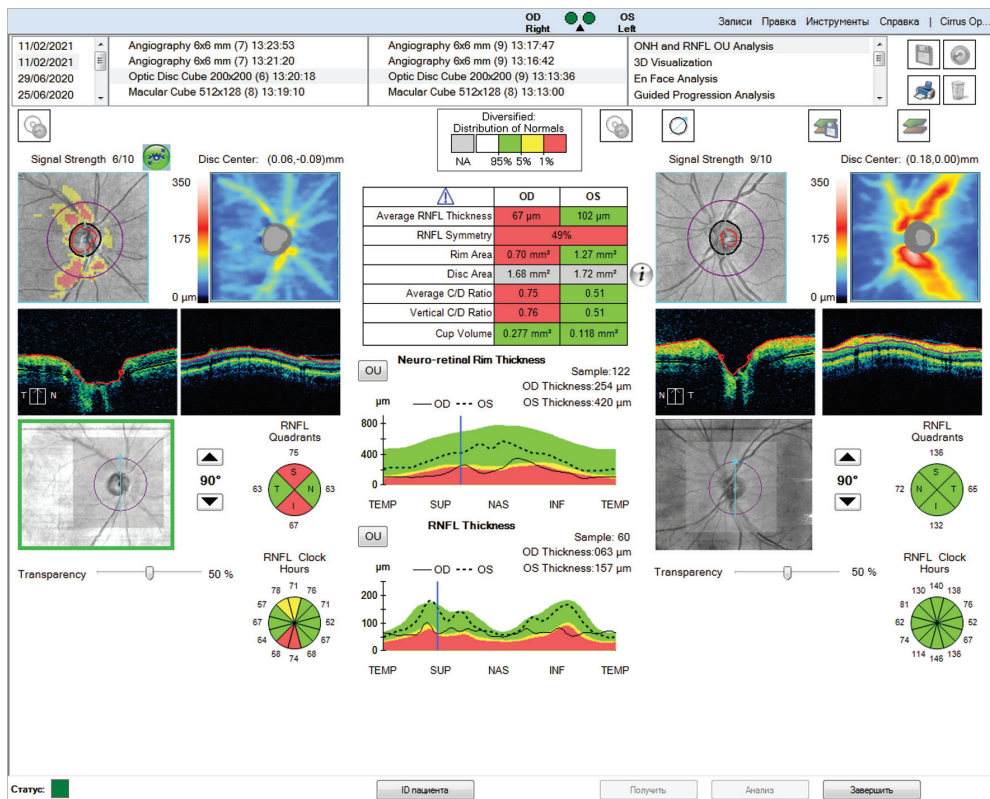 OD Right OS Left Записи Правка Инструменты Справка | Cirrus Op...
11/02/2021 Angiography 6x6 mm (7) 13:23:53 Angiography 6x6 mm (9) 13:17:47 ONH and RNFL OU Analysis
11/02/2021 Angiography 6x6 mm (7) 13:21:20 Angiography 6x6 mm (9) 13:16:42 3D Visualization
29/06/2020 Optic Disc Cube 200x200 (6) 13:20:18 Optic Disc Cube 200x200 (9) 13:13:36 En Face Analysis
25/06/2020 Macular Cube 512x128 (8) 13:19:10 Macular Cube 512x128 (8) 13:13:00 Guided Progression Analysis
Diversified:
Distribution of Normals
NA 95% 5% 1%
Signal Strength 6/10 Disc Center: (0.06,-0.09)mm
350
175
0 µm
T N
Signal Strength 9/10 Disc Center: (0.18,0.00)mm
350
175
0 µm
N T
OD OS
Average RNFL Thickness 67 µm 102 µm
RNFL Symmetry 49%
Rim Area 0.70 mm² 1.27 mm²
Disc Area 1.68 mm² 1.72 mm²
Average C/D Ratio 0.75 0.51
Vertical C/D Ratio 0.76 0.51
Cup Volume 0.277 mm³ 0.118 mm³
i
Neuro-retinal Rim Thickness
OU
Sample:122
OD Thickness:254 µm
OS Thickness:420 µm
µm OD OS
800
400
0
TEMP SUP NAS INF TEMP
RNFL Thickness
OU
Sample: 60
OD Thickness:063 µm
OS Thickness:157 µm
µm OD OS
200
100
0
TEMP SUP NAS INF TEMP
90°
RNFL
Quadrants
75
S
63 T N 63
I
67
Transparency 50 %
RNFL Clock
Hours
78 71 76
57 71
67 52
64 67
58 74 68
90°
RNFL
Quadrants
136
S
72 N T 65
I
132
Transparency 50 %
RNFL Clock
Hours
130 140 138
81 76
62 52
74 67
114 146 136
Статус: ID пациента Получить Анализ Завершить